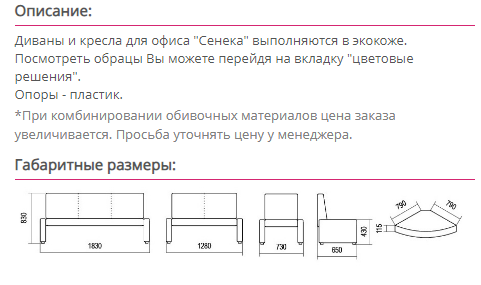 Описание:
Диваны и кресла для офиса "Сенека" выполняются в экокоже.
Посмотреть обрацы Вы можете перейдя на вкладку "цветовые
решения".
Опоры - пластик.
*При комбинировании обивочных материалов цена заказа
увеличивается. Просьба уточнять цену у менеджера.
Габаритные размеры:
830
1830
1280
730
430
650
115
790
790